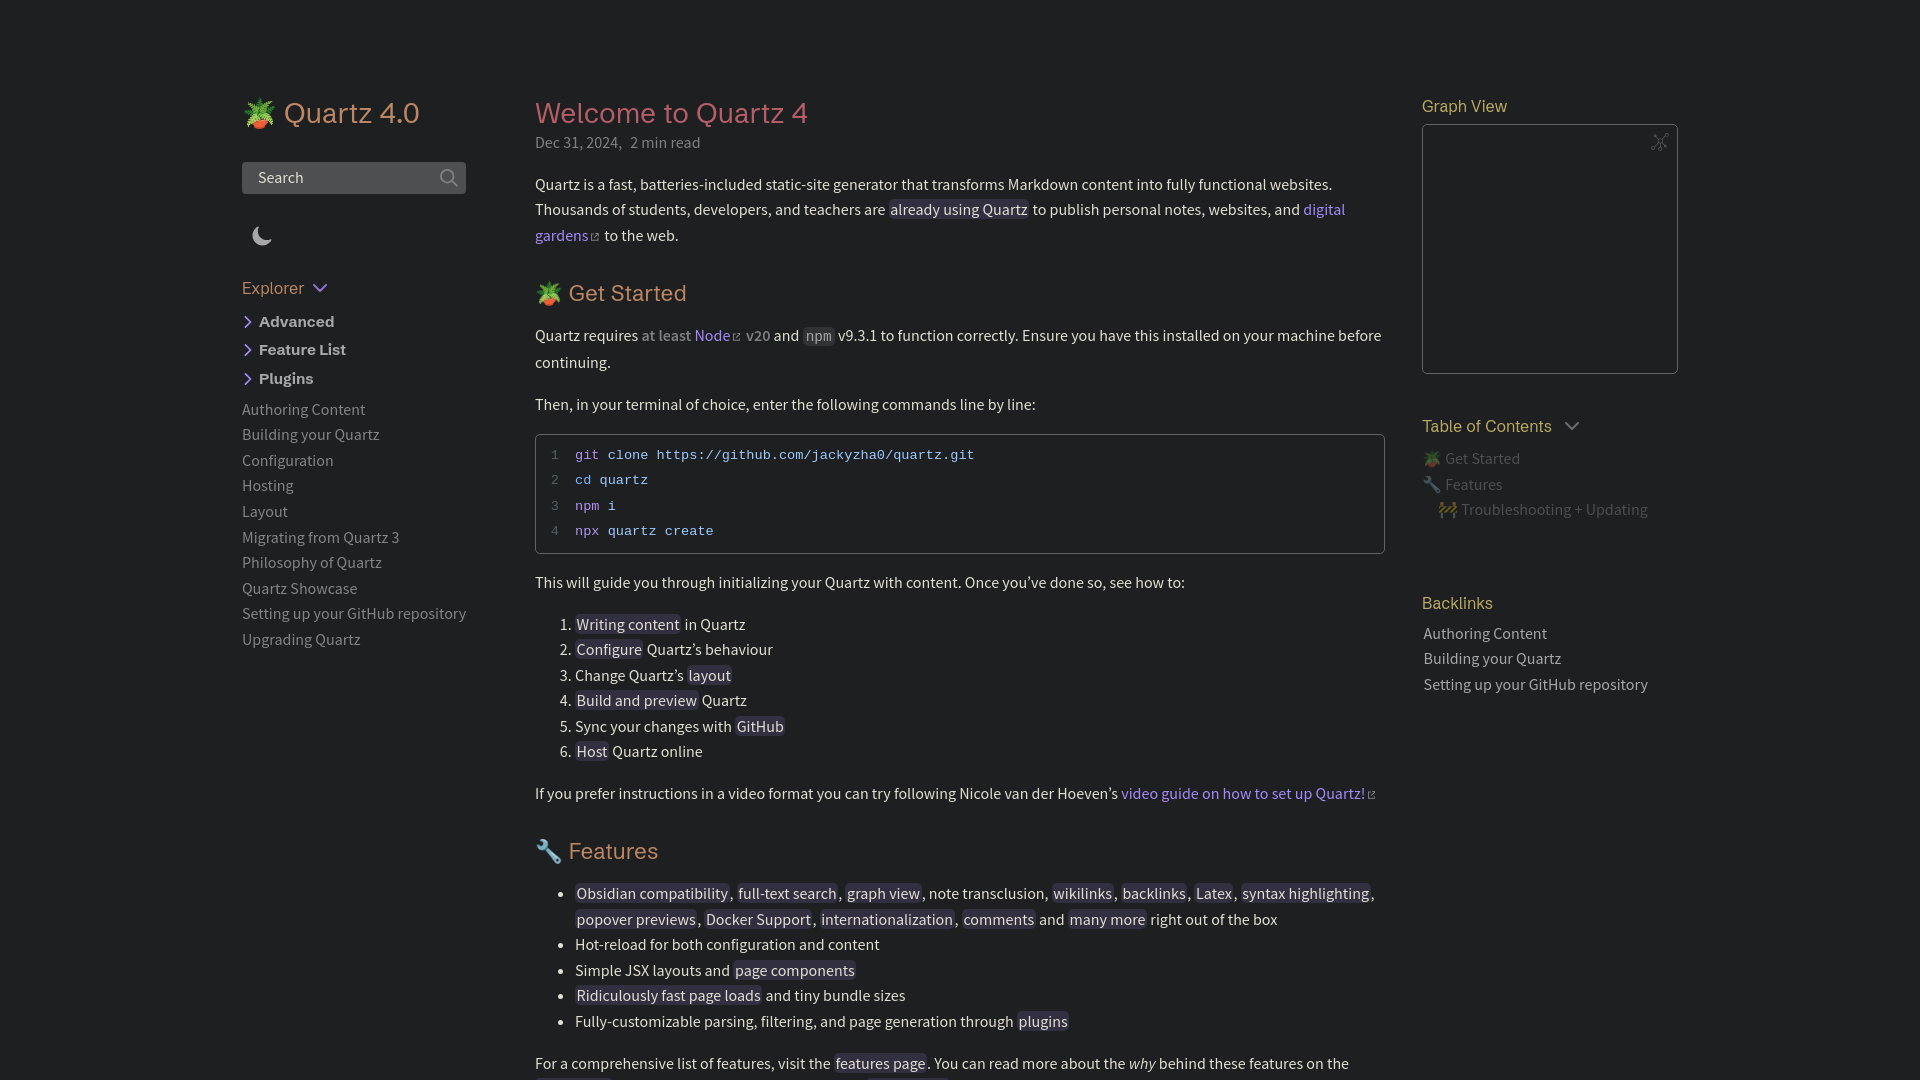 🪴 Quartz 4.0
Search
Explorer
Advanced
Feature List
Plugins
Authoring Content
Building your Quartz
Configuration
Hosting
Layout
Migrating from Quartz 3
Philosophy of Quartz
Quartz Showcase
Setting up your GitHub repository
Upgrading Quartz
Welcome to Quartz 4
Dec 31, 2024, 2 min read
Quartz is a fast, batteries-included static-site generator that transforms Markdown content into fully functional websites.
Thousands of students, developers, and teachers are already using Quartz to publish personal notes, websites, and digital
gardens to the web.
🪴 Get Started
Quartz requires at least Node v20 and npm v9.3.1 to function correctly. Ensure you have this installed on your machine before
continuing.
Then, in your terminal of choice, enter the following commands line by line:
1 git clone https://github.com/jackyzha0/quartz.git
2 cd quartz
3 npm i
4 npx quartz create
This will guide you through initializing your Quartz with content. Once you’ve done so, see how to:
1. Writing content in Quartz
2. Configure Quartz’s behaviour
3. Change Quartz’s layout
4. Build and preview Quartz
5. Sync your changes with GitHub
6. Host Quartz online
If you prefer instructions in a video format you can try following Nicole van der Hoeven’s video guide on how to set up Quartz!
🔧 Features
• Obsidian compatibility, full-text search, graph view, note transclusion, wikilinks, backlinks, Latex, syntax highlighting,
popover previews, Docker Support, internationalization, comments and many more right out of the box
• Hot-reload for both configuration and content
• Simple JSX layouts and page components
• Ridiculously fast page loads and tiny bundle sizes
• Fully-customizable parsing, filtering, and page generation through plugins
For a comprehensive list of features, visit the features page. You can read more about the why behind these features on the
Graph View
Table of Contents
🪴 Get Started
🔧 Features
🚧 Troubleshooting + Updating
Backlinks
Authoring Content
Building your Quartz
Setting up your GitHub repository